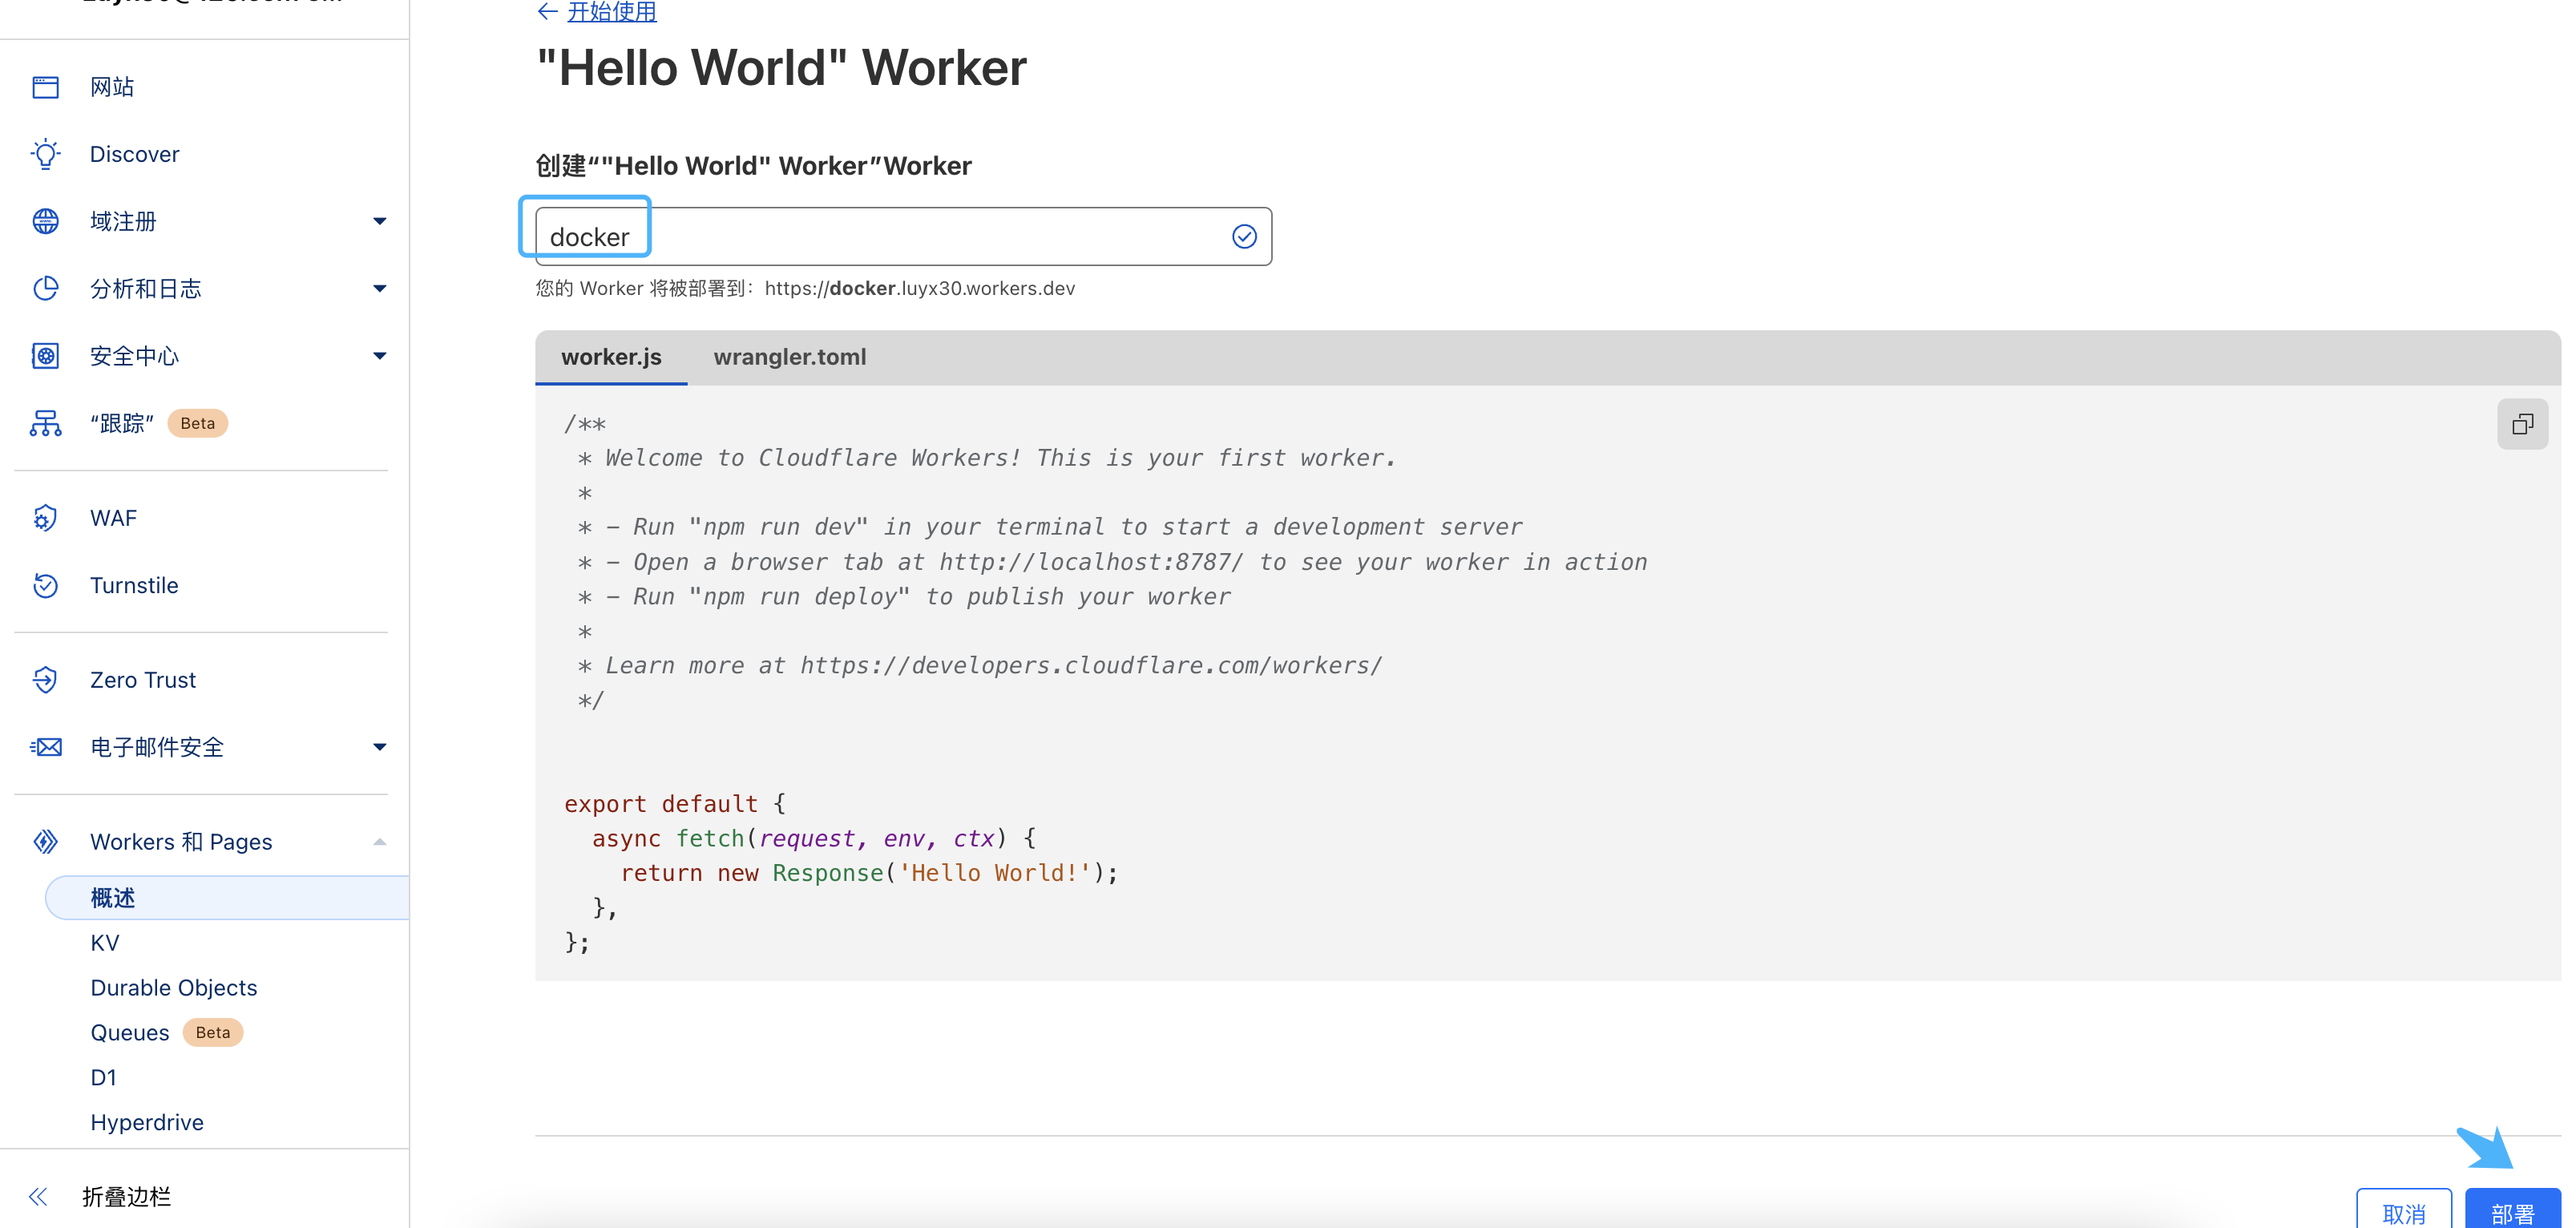 ← 开始使用
"Hello World" Worker
创建“"Hello World" Worker”Worker
docker
您的 Worker 将被部署到：https://docker.luyx30.workers.dev
worker.js
wrangler.toml
/**
* Welcome to Cloudflare Workers! This is your first worker.
*
* - Run "npm run dev" in your terminal to start a development server
* - Open a browser tab at http://localhost:8787/ to see your worker in action
* - Run "npm run deploy" to publish your worker
*
* Learn more at https://developers.cloudflare.com/workers/
*/
export default {
async fetch(request, env, ctx) {
return new Response('Hello World!');
},
};
取消
部署
网站
Discover
域注册
分析和日志
安全中心
“跟踪” Beta
WAF
Turnstile
Zero Trust
电子邮件安全
Workers 和 Pages
概述
KV
Durable Objects
Queues Beta
D1
Hyperdrive
折叠边栏